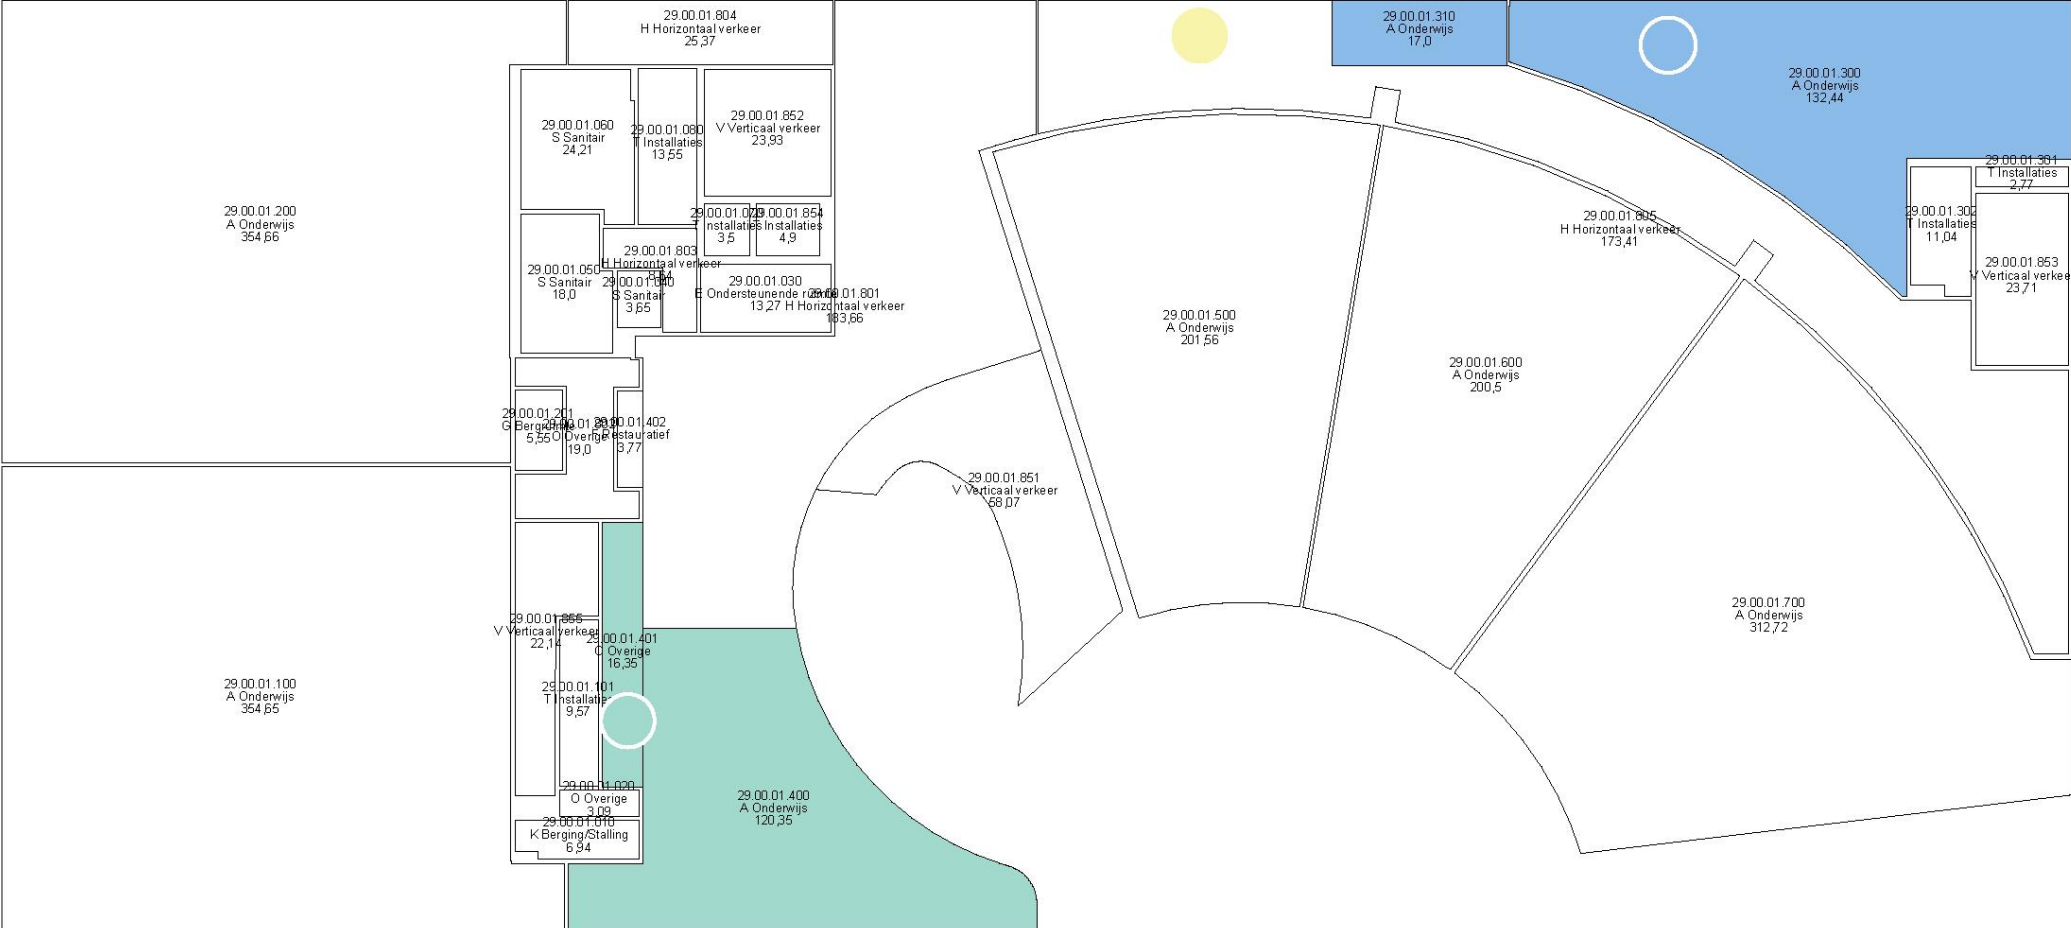 29.00.01.804
H Horizontaal verkeer
25,37
29.00.01.310
A Onderwijs
17,0
29.00.01.300
A Onderwijs
132,44
29.00.01.060
S Sanitair
24,21
29.00.01.080
T Installaties
13,55
29.00.01.852
V Verticaal verkeer
23,93
29.00.01.301
T Installaties
2,77
29.00.01.200
A Onderwijs
354,66
29.00.01.070
T Installaties
3,5
29.00.01.854
Installaties
4,9
29.00.01.805
H Horizontaal verkeer
173,41
29.00.01.302
T Installaties
11,04
29.00.01.803
H Horizontaal verkeer
8,64
29.00.01.050
S Sanitair
18,0
29.00.01.040
S Sanitair
3,65
29.00.01.030
E Ondersteunende ruimte
13,27
29.00.01.801
H Horizontaal verkeer
183,66
29.00.01.853
V Verticaal verkeer
23,71
29.00.01.500
A Onderwijs
201,56
29.00.01.600
A Onderwijs
200,5
29.00.01.201
G Bergruimte
5,55
O Overige
19,0
29.00.01.402
Restauratief
3,77
29.00.01.851
V Verticaal verkeer
58,07
29.00.01.855
V Verticaal verkeer
22,14
29.00.01.401
O Overige
16,35
29.00.01.700
A Onderwijs
312,72
29.00.01.100
A Onderwijs
354,65
29.00.01.101
T Installaties
9,57
29.00.01.020
O Overige
3,09
29.00.01.010
K Berging/Stalling
6,94
29.00.01.400
A Onderwijs
120,35